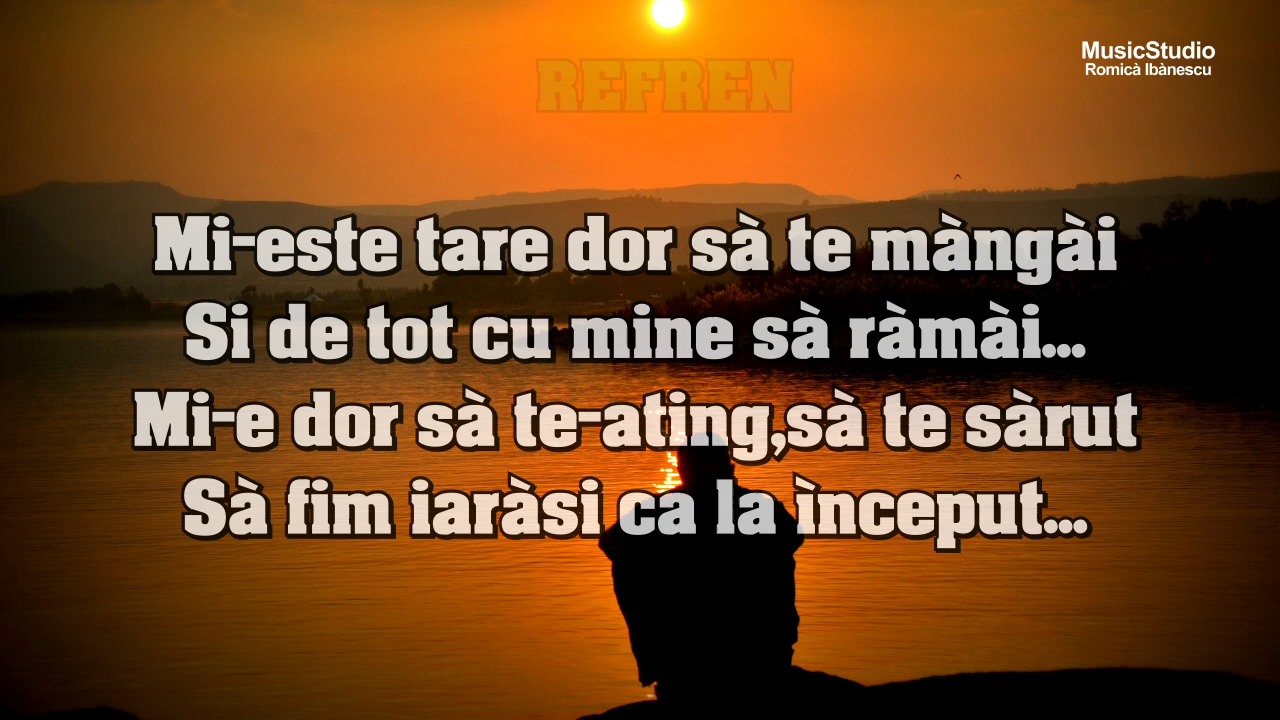 MusicStudio
Romicà Ibànescu
REFREN
Mi-este tare dor sà te màngài
Si de tot cu mine sà ràmài...
Mi-e dor sà te-ating,sà te sàrut
Sà fim iaràsi ca la ìnceput...